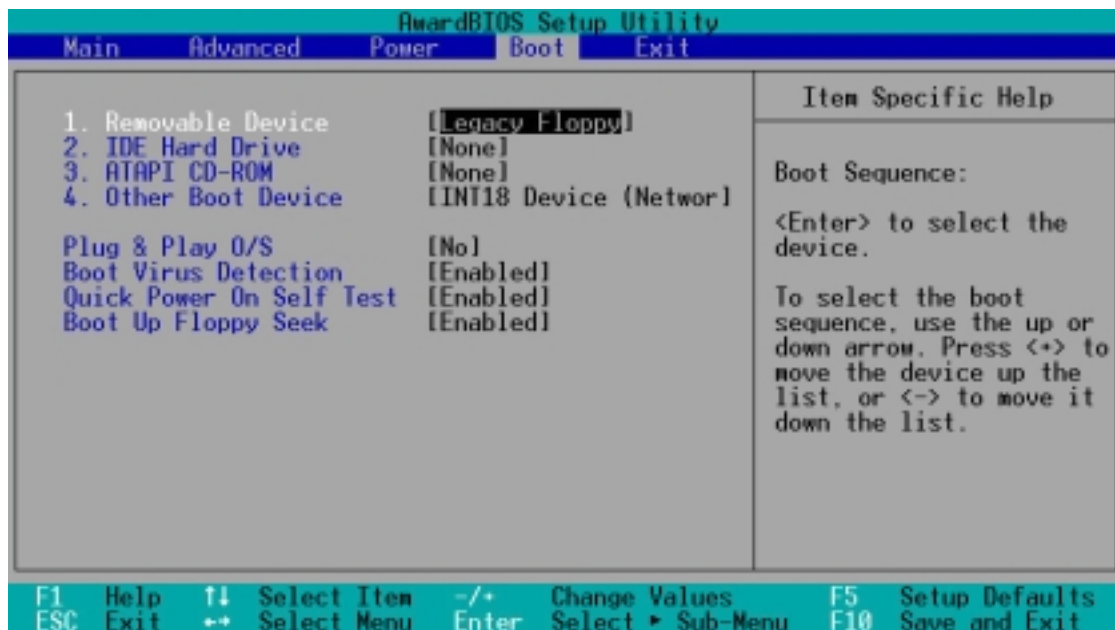 AwardBIOS Setup Utility
Main Advanced Power Boot Exit
1. Removable Device [Legacy Floppy]
2. IDE Hard Drive [None]
3. ATAPI CD-ROM [None]
4. Other Boot Device [INT18 Device (Networ]
Plug & Play O/S [No]
Boot Virus Detection [Enabled]
Quick Power On Self Test [Enabled]
Boot Up Floppy Seek [Enabled]
Item Specific Help
Boot Sequence:
<Enter> to select the
device.
To select the boot
sequence, use the up or
down arrow. Press <+> to
move the device up the
list, or <-> to move it
down the list.
F1 Help ↑↓ Select Item -/+ Change Values F5 Setup Defaults
ESC Exit ←→ Select Menu Enter Select ► Sub-Menu F10 Save and Exit